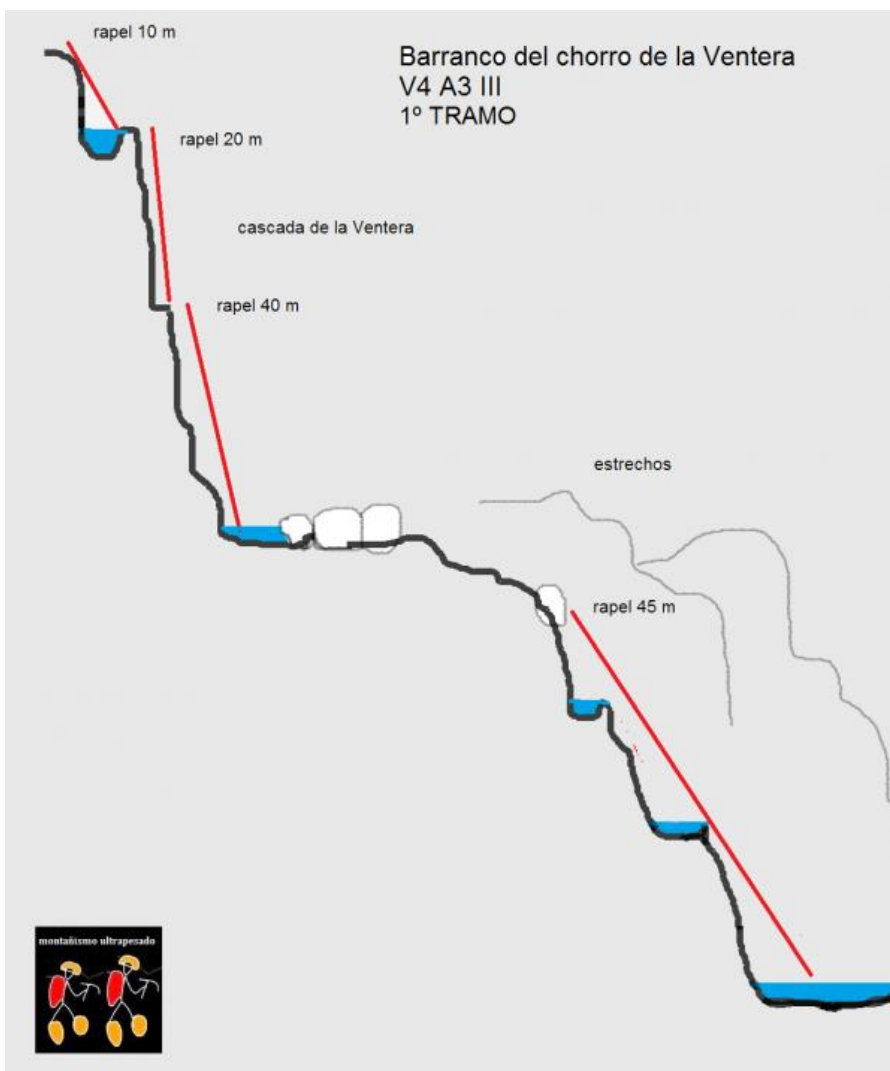 rapel 10 m
Barranco del chorro de la Ventera
V4 A3 III
1º TRAMO
rapel 20 m
cascada de la Ventera
rapel 40 m
estrechos
rapel 45 m
montañismo ultrapesado